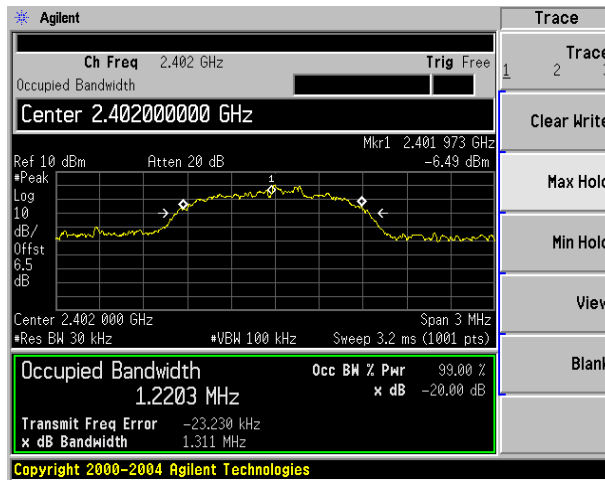 Agilent
Trace
Ch Freq 2.402 GHz Trig Free
Occupied Bandwidth
Trace
1 2 3
Center 2.402000000 GHz
Clear Write
Mkr1 2.401 973 GHz
Ref 10 dBm Atten 20 dB -6.49 dBm
#Peak
Log
10
dB/
Offst
6.5
dB
1
Max Hold
Min Hold
View
Blank
Center 2.402 000 GHz Span 3 MHz
#Res BW 30 kHz #VBW 100 kHz Sweep 3.2 ms (1001 pts)
Occupied Bandwidth Occ BW % Pwr 99.00 %
1.2203 MHz x dB -20.00 dB
Transmit Freq Error -23.230 kHz
x dB Bandwidth 1.311 MHz
Copyright 2000-2004 Agilent Technologies